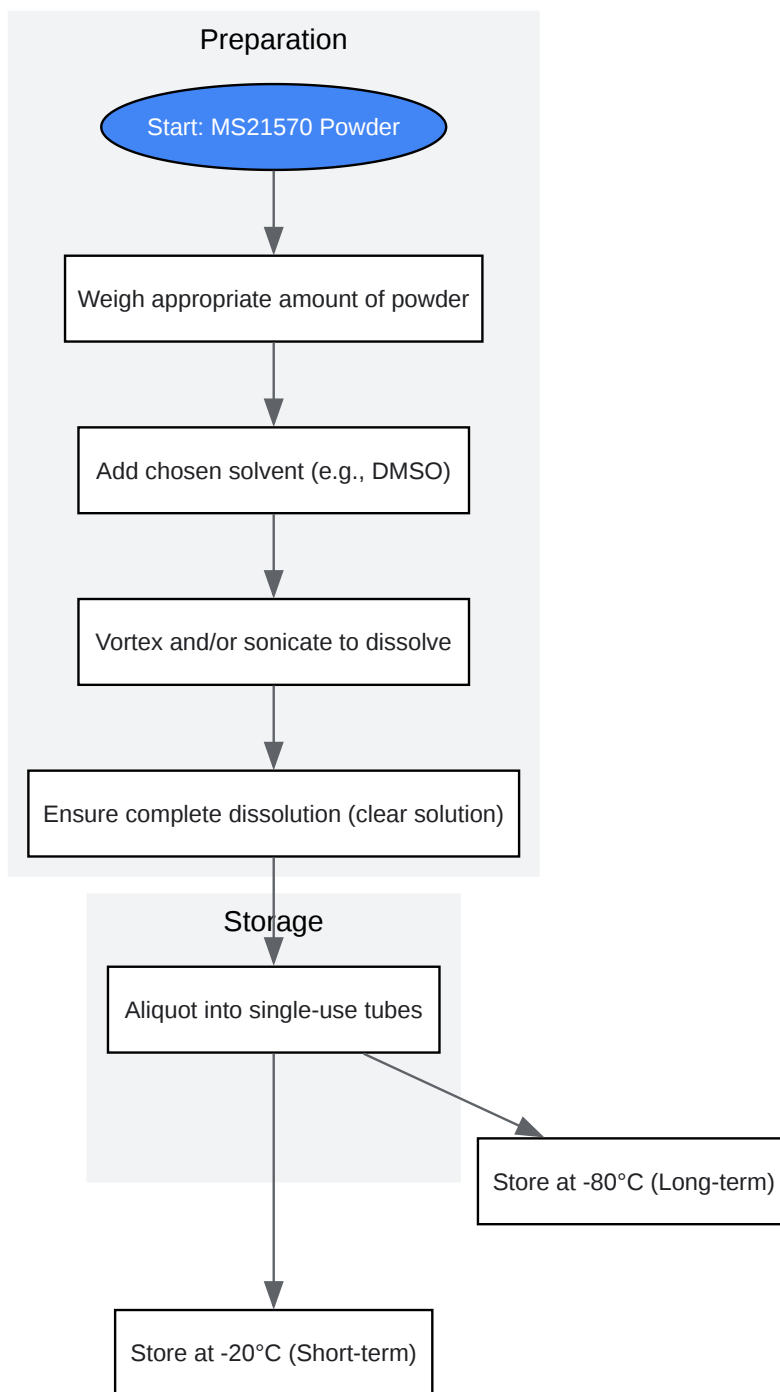 Preparation
Start: MS21570 Powder
Weigh appropriate amount of powder
Add chosen solvent (e.g., DMSO)
Vortex and/or sonicate to dissolve
Ensure complete dissolution (clear solution)
Storage
Aliquot into single-use tubes
Store at -80°C (Long-term)
Store at -20°C (Short-term)